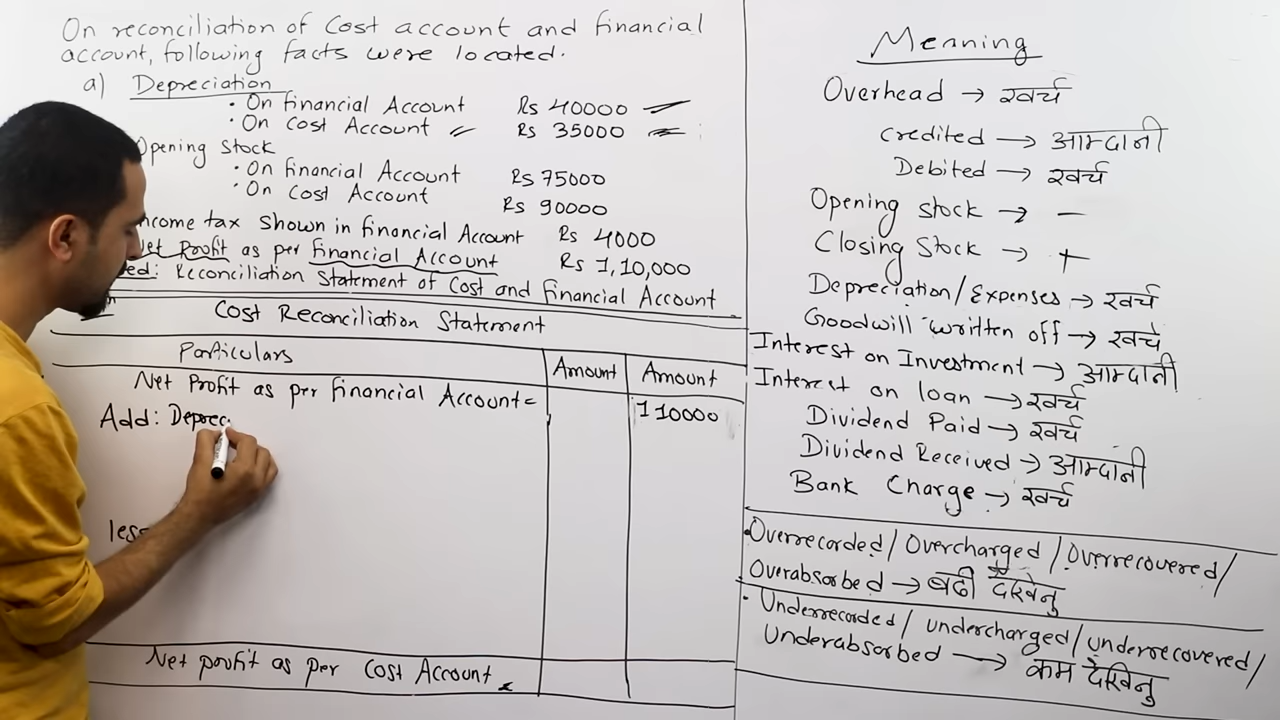 On reconciliation of Cost account and financial
account, following facts were located.
a) Depreciation
• On financial Account Rs 40000
• On Cost Account Rs 35000
Opening Stock
• On financial Account Rs 75000
• On Cost Account Rs 90000
ncome tax Shown in financial Account Rs 4000
Net Profit as per financial Account Rs 1,10,000
ed: Reconciliation Statement of Cost and financial Account
Cost Reconciliation Statement
Particulars Amount Amount
Net Profit as per financial Account= 110000
Add: Deprec
less
Net profit as per Cost Account
Meaning
Overhead → खर्च
Credited → आम्दानी
Debited → खर्च
Opening stock → −
Closing Stock → +
Depreciation/Expenses → खर्च
Goodwill written off → खर्च
Interest on Investment → आम्दानी
Interest on loan → खर्च
Dividend Paid → खर्च
Dividend Received → आम्दानी
Bank Charge → खर्च
• Overrecorded/Overcharged/Overrecovered/
Overabsorbed → बढी देखिनु
• Underrecorded/undercharged/underrecovered/
Underabsorbed → कम देखिनु